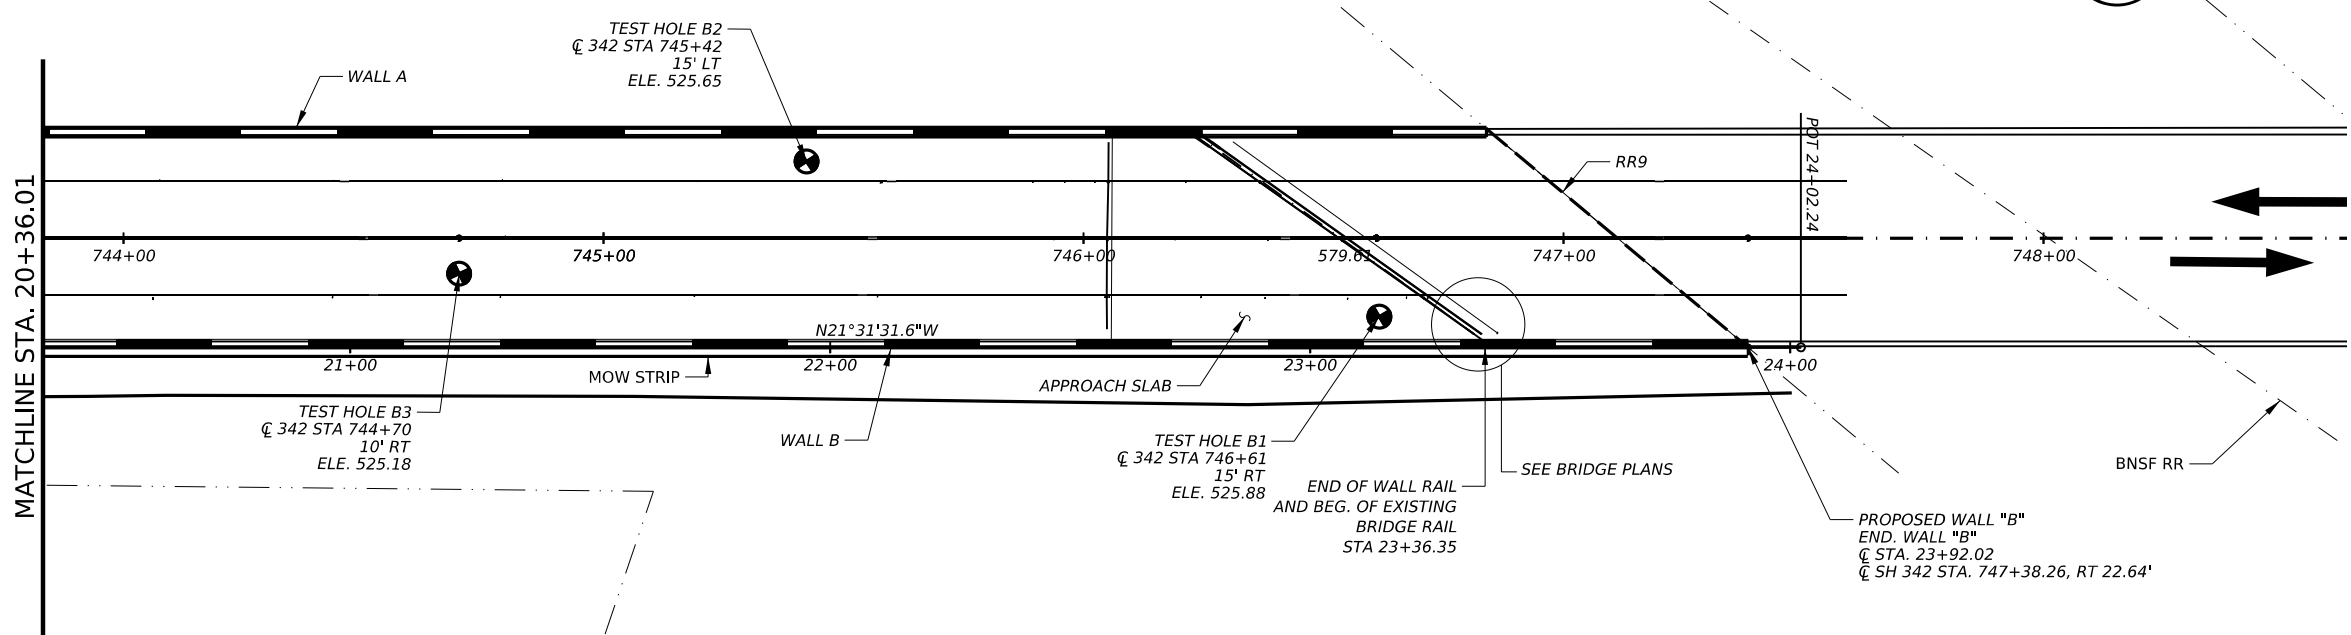 TEST HOLE B2
℄ 342 STA 745+42
15' LT
ELE. 525.65
WALL A
MATCHLINE STA. 20+36.01
POT 24+02.24
RR9
744+00
745+00
746+00
579.61
747+00
748+00
N21°31'31.6"W
21+00
22+00
23+00
24+00
MOW STRIP
APPROACH SLAB
TEST HOLE B3
℄ 342 STA 744+70
10' RT
ELE. 525.18
WALL B
TEST HOLE B1
℄ 342 STA 746+61
15' RT
ELE. 525.88
END OF WALL RAIL
AND BEG. OF EXISTING
BRIDGE RAIL
STA 23+36.35
SEE BRIDGE PLANS
BNSF RR
PROPOSED WALL "B"
END. WALL "B"
℄ STA. 23+92.02
℄ SH 342 STA. 747+38.26, RT 22.64'